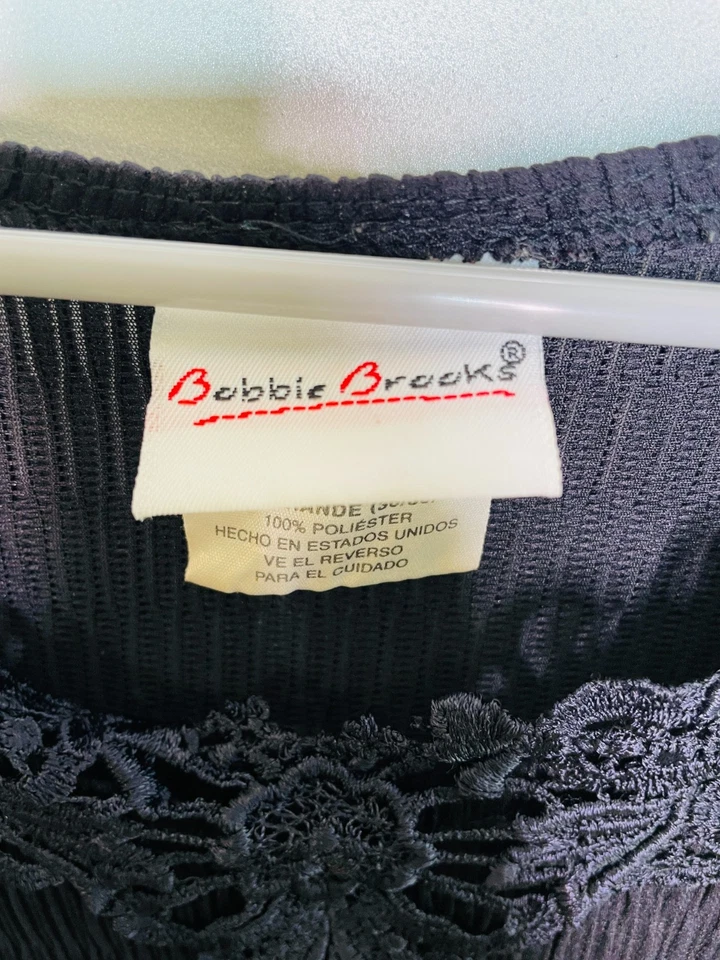 Bobbie Brooks®
100% POLIÉSTER
HECHO EN ESTADOS UNIDOS
VE EL REVERSO
PARA EL CUIDADO